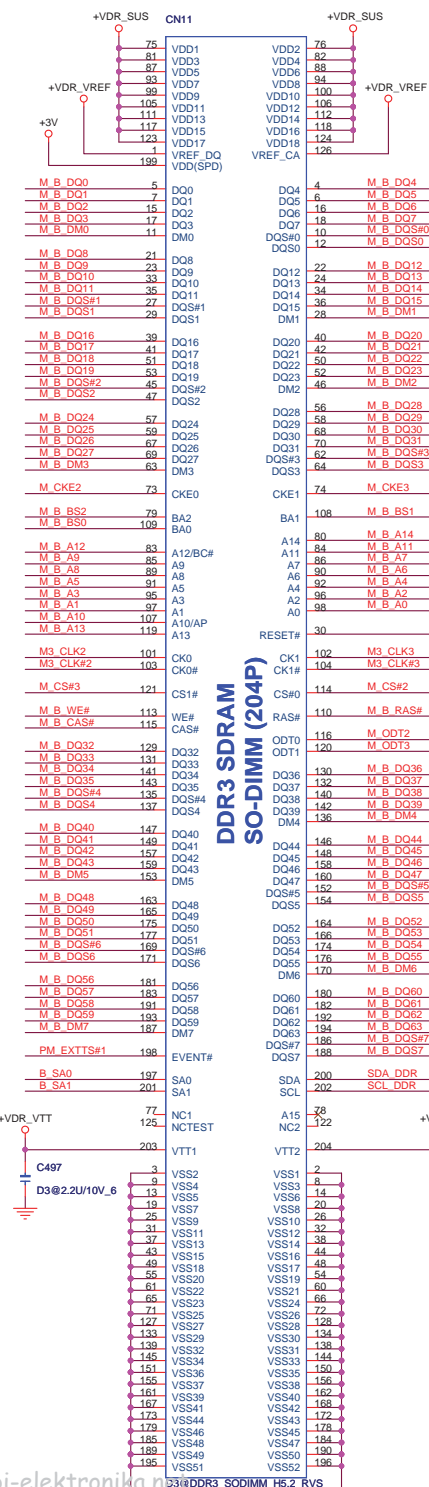 +VDR_SUS CN11 +VDR_SUS
75 VDD1 VDD2 76
81 VDD3 VDD4 82
87 VDD5 VDD6 88
93 VDD7 VDD8 94
+VDR_VREF 99 VDD9 VDD10 100 +VDR_VREF
105 VDD11 VDD12 106
111 VDD13 VDD14 112
117 VDD15 VDD16 118
+3V 123 VDD17 VDD18 124
1 VREF_DQ VREF_CA 126
199 VDD(SPD)
M_B_DQ0 5 DQ0 DQ4 4 M_B_DQ4
M_B_DQ1 7 DQ1 DQ5 6 M_B_DQ5
M_B_DQ2 15 DQ2 DQ6 16 M_B_DQ6
M_B_DQ3 17 DQ3 DQ7 18 M_B_DQ7
M_B_DM0 11 DM0 DQS#0 10 M_B_DQS#0
DQS0 12 M_B_DQS0
M_B_DQ8 21 DQ8
M_B_DQ9 23 DQ9 DQ12 22 M_B_DQ12
M_B_DQ10 33 DQ10 DQ13 24 M_B_DQ13
M_B_DQ11 35 DQ11 DQ14 34 M_B_DQ14
M_B_DQS#1 27 DQS#1 DQ15 36 M_B_DQ15
M_B_DQS1 29 DQS1 DM1 28 M_B_DM1
M_B_DQ16 39 DQ16 DQ20 40 M_B_DQ20
M_B_DQ17 41 DQ17 DQ21 42 M_B_DQ21
M_B_DQ18 51 DQ18 DQ22 50 M_B_DQ22
M_B_DQ19 53 DQ19 DQ23 52 M_B_DQ23
M_B_DQS#2 45 DQS#2 DM2 46 M_B_DM2
M_B_DQS2 47 DQS2
DQ28 56 M_B_DQ28
M_B_DQ24 57 DQ24 DQ29 58 M_B_DQ29
M_B_DQ25 59 DQ25 DQ30 68 M_B_DQ30
M_B_DQ26 67 DQ26 DQ31 70 M_B_DQ31
M_B_DQ27 69 DQ27 DQS#3 62 M_B_DQS#3
M_B_DM3 63 DM3 DQS3 64 M_B_DQS3
M_CKE2 73 CKE0 CKE1 74 M_CKE3
M_B_BS2 79 BA2 BA1 108 M_B_BS1
M_B_BS0 109 BA0
A14 80 M_B_A14
M_B_A12 83 A12/BC# A11 84 M_B_A11
M_B_A9 85 A9 A7 86 M_B_A7
M_B_A8 89 A8 A6 90 M_B_A6
M_B_A5 91 A5 A4 92 M_B_A4
M_B_A3 95 A3 A2 96 M_B_A2
M_B_A1 97 A1 A0 98 M_B_A0
M_B_A10 107 A10/AP
M_B_A13 119 A13 RESET# 30
M3_CLK2 101 CK0 CK1 102 M3_CLK3
M3_CLK#2 103 CK0# CK1# 104 M3_CLK#3
M_CS#3 121 CS1# CS#0 114 M_CS#2
M_B_WE# 113 WE# RAS# 110 M_B_RAS#
M_B_CAS# 115 CAS#
ODT0 116 M_ODT2
ODT1 120 M_ODT3
DDR3 SDRAM
SO-DIMM (204P)
M_B_DQ32 129 DQ32
M_B_DQ33 131 DQ33 DQ36 130 M_B_DQ36
M_B_DQ34 141 DQ34 DQ37 132 M_B_DQ37
M_B_DQ35 143 DQ35 DQ38 140 M_B_DQ38
M_B_DQS#4 135 DQS#4 DQ39 142 M_B_DQ39
M_B_DQS4 137 DQS4 DM4 136 M_B_DM4
M_B_DQ40 147 DQ40
M_B_DQ41 149 DQ41 DQ44 146 M_B_DQ44
M_B_DQ42 157 DQ42 DQ45 148 M_B_DQ45
M_B_DQ43 159 DQ43 DQ46 158 M_B_DQ46
M_B_DM5 153 DM5 DQ47 160 M_B_DQ47
DQS#5 152 M_B_DQS#5
DQS5 154 M_B_DQS5
M_B_DQ48 163 DQ48
M_B_DQ49 165 DQ49
M_B_DQ50 175 DQ50 DQ52 164 M_B_DQ52
M_B_DQ51 177 DQ51 DQ53 166 M_B_DQ53
M_B_DQS#6 169 DQS#6 DQ54 174 M_B_DQ54
M_B_DQS6 171 DQS6 DQ55 176 M_B_DQ55
DM6 170 M_B_DM6
M_B_DQ56 181 DQ56
M_B_DQ57 183 DQ57 DQ60 180 M_B_DQ60
M_B_DQ58 191 DQ58 DQ61 182 M_B_DQ61
M_B_DQ59 193 DQ59 DQ62 192 M_B_DQ62
M_B_DM7 187 DM7 DQ63 194 M_B_DQ63
DQS#7 186 M_B_DQS#7
PM_EXTTS#1 198 EVENT# DQS7 188 M_B_DQS7
B_SA0 197 SA0 SDA 200 SDA_DDR
B_SA1 201 SA1 SCL 202 SCL_DDR
77 NC1 A15 78
+VDR_VTT 125 NCTEST NC2 122 +V
203 VTT1 VTT2 204
C497
D3@2.2U/10V_6
3 VSS2 VSS1 2
9 VSS4 VSS3 8
13 VSS5 VSS6 14
19 VSS7 VSS8 20
25 VSS9 VSS10 26
31 VSS11 VSS12 32
37 VSS13 VSS14 38
43 VSS15 VSS16 44
49 VSS18 VSS17 48
55 VSS20 VSS19 54
61 VSS22 VSS21 60
65 VSS23 VSS24 66
71 VSS25 VSS26 72
127 VSS27 VSS28 128
133 VSS29 VSS30 134
139 VSS32 VSS31 138
145 VSS34 VSS33 144
151 VSS36 VSS35 150
155 VSS37 VSS38 156
161 VSS39 VSS40 162
167 VSS41 VSS42 168
173 VSS44 VSS43 172
179 VSS46 VSS45 178
185 VSS48 VSS47 184
189 VSS49 VSS50 190
195 VSS51 VSS52 196
D3@DDR3_SODIMM_H5.2_RVS
ni-elektronika.net